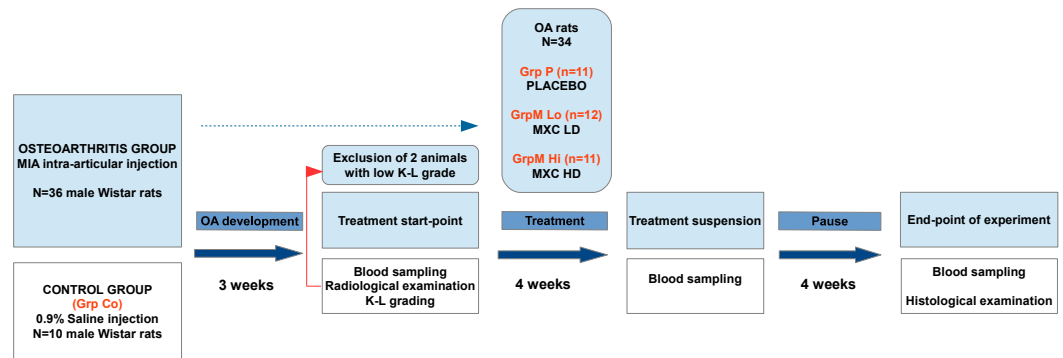 OSTEOARTHRITIS GROUP
MIA intra-articular injection
N=36 male Wistar rats
CONTROL GROUP
(Grp Co)
0.9% Saline injection
N=10 male Wistar rats
OA development
3 weeks
Exclusion of 2 animals
with low K-L grade
Treatment start-point
Blood sampling
Radiological examination
K-L grading
OA rats
N=34
Grp P (n=11)
PLACEBO
GrpM Lo (n=12)
MXC LD
GrpM Hi (n=11)
MXC HD
Treatment
4 weeks
Treatment suspension
Blood sampling
Pause
4 weeks
End-point of experiment
Blood sampling
Histological examination